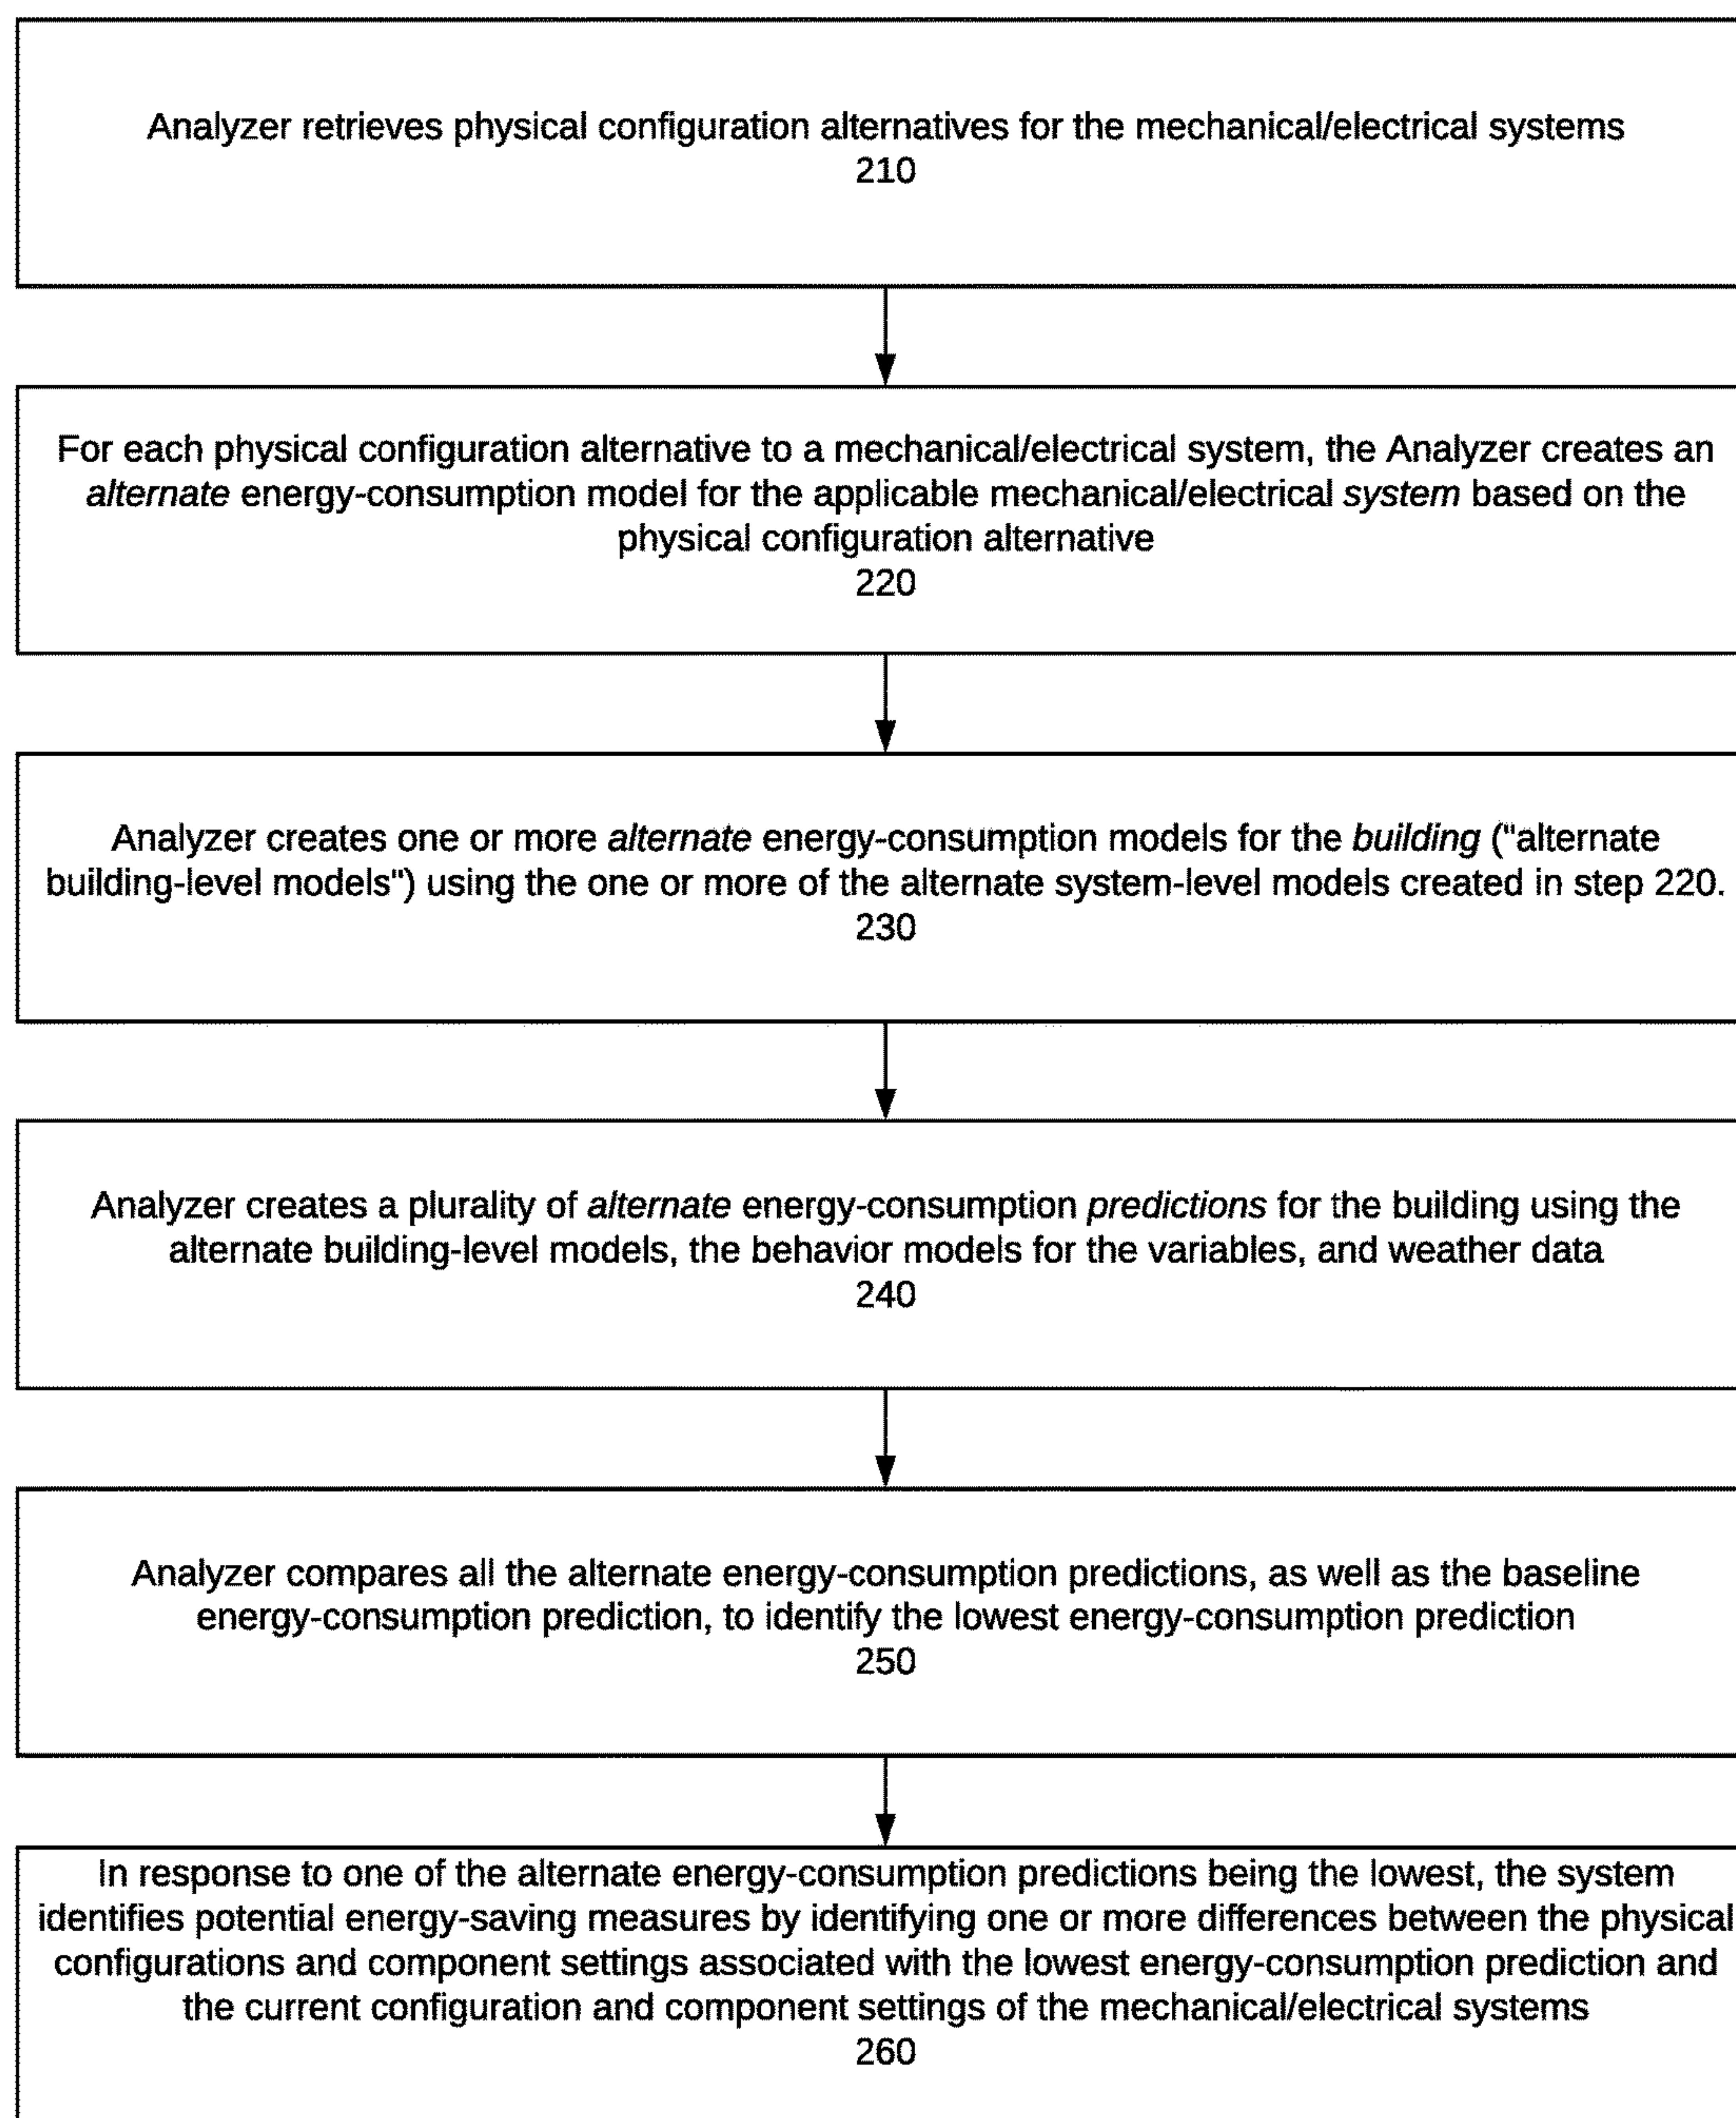 Analyzer retrieves physical configuration alternatives for the mechanical/electrical systems
210
For each physical configuration alternative to a mechanical/electrical system, the Analyzer creates an
alternate energy-consumption model for the applicable mechanical/electrical system based on the
physical configuration alternative
220
Analyzer creates one or more alternate energy-consumption models for the building ("alternate
building-level models") using the one or more of the alternate system-level models created in step 220.
230
Analyzer creates a plurality of alternate energy-consumption predictions for the building using the
alternate building-level models, the behavior models for the variables, and weather data
240
Analyzer compares all the alternate energy-consumption predictions, as well as the baseline
energy-consumption prediction, to identify the lowest energy-consumption prediction
250
In response to one of the alternate energy-consumption predictions being the lowest, the system
identifies potential energy-saving measures by identifying one or more differences between the physical
configurations and component settings associated with the lowest energy-consumption prediction and
the current configuration and component settings of the mechanical/electrical systems
260